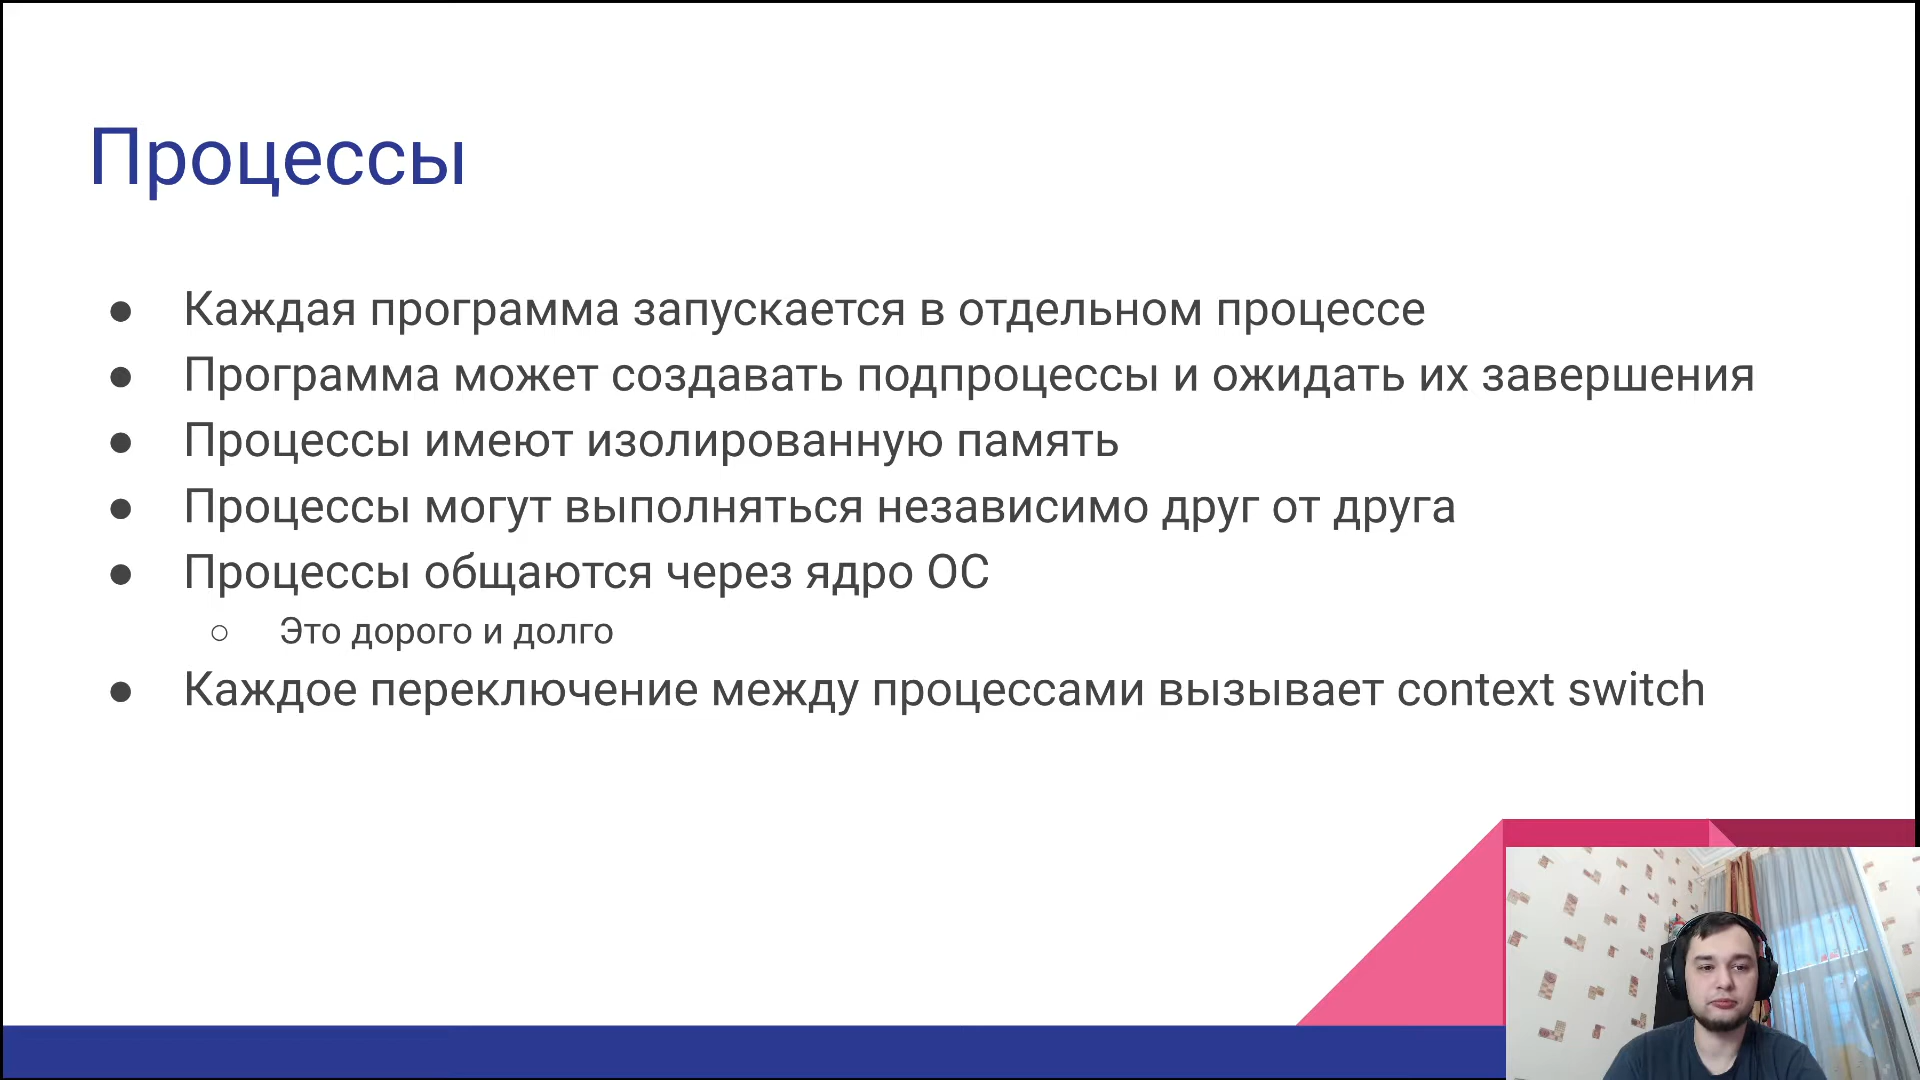 Процессы
● Каждая программа запускается в отдельном процессе
● Программа может создавать подпроцессы и ожидать их завершения
● Процессы имеют изолированную память
● Процессы могут выполняться независимо друг от друга
● Процессы общаются через ядро ОС
○ Это дорого и долго
● Каждое переключение между процессами вызывает context switch